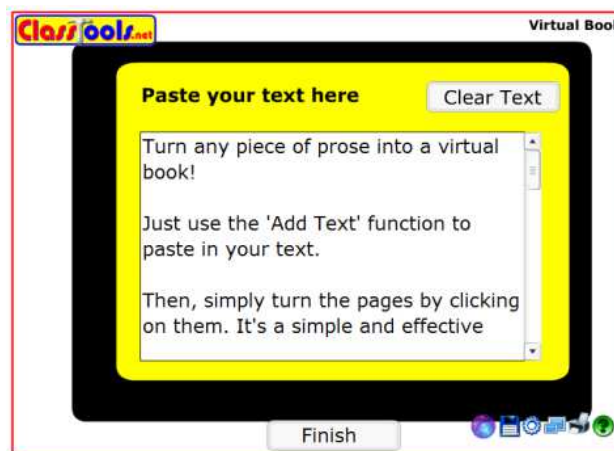 ClassTools.net
Virtual Book
Paste your text here
Clear Text
Turn any piece of prose into a virtual
book!
Just use the 'Add Text' function to
paste in your text.
Then, simply turn the pages by clicking
on them. It's a simple and effective
Finish